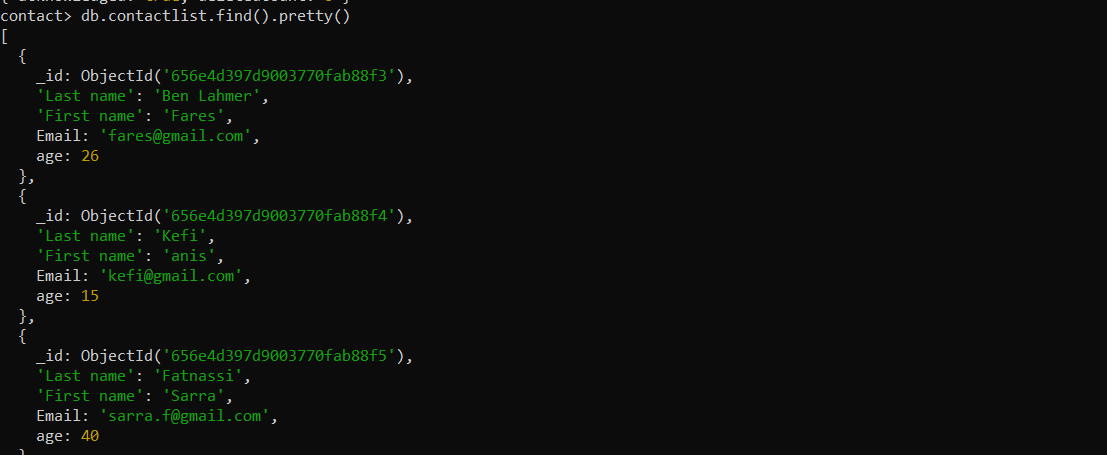 contact> db.contactlist.find().pretty()
[
  {
    _id: ObjectId('656e4d397d9003770fab88f3'),
    'Last name': 'Ben Lahmer',
    'First name': 'Fares',
    Email: 'fares@gmail.com',
    age: 26
  },
  {
    _id: ObjectId('656e4d397d9003770fab88f4'),
    'Last name': 'Kefi',
    'First name': 'anis',
    Email: 'kefi@gmail.com',
    age: 15
  },
  {
    _id: ObjectId('656e4d397d9003770fab88f5'),
    'Last name': 'Fatnassi',
    'First name': 'Sarra',
    Email: 'sarra.f@gmail.com',
    age: 40